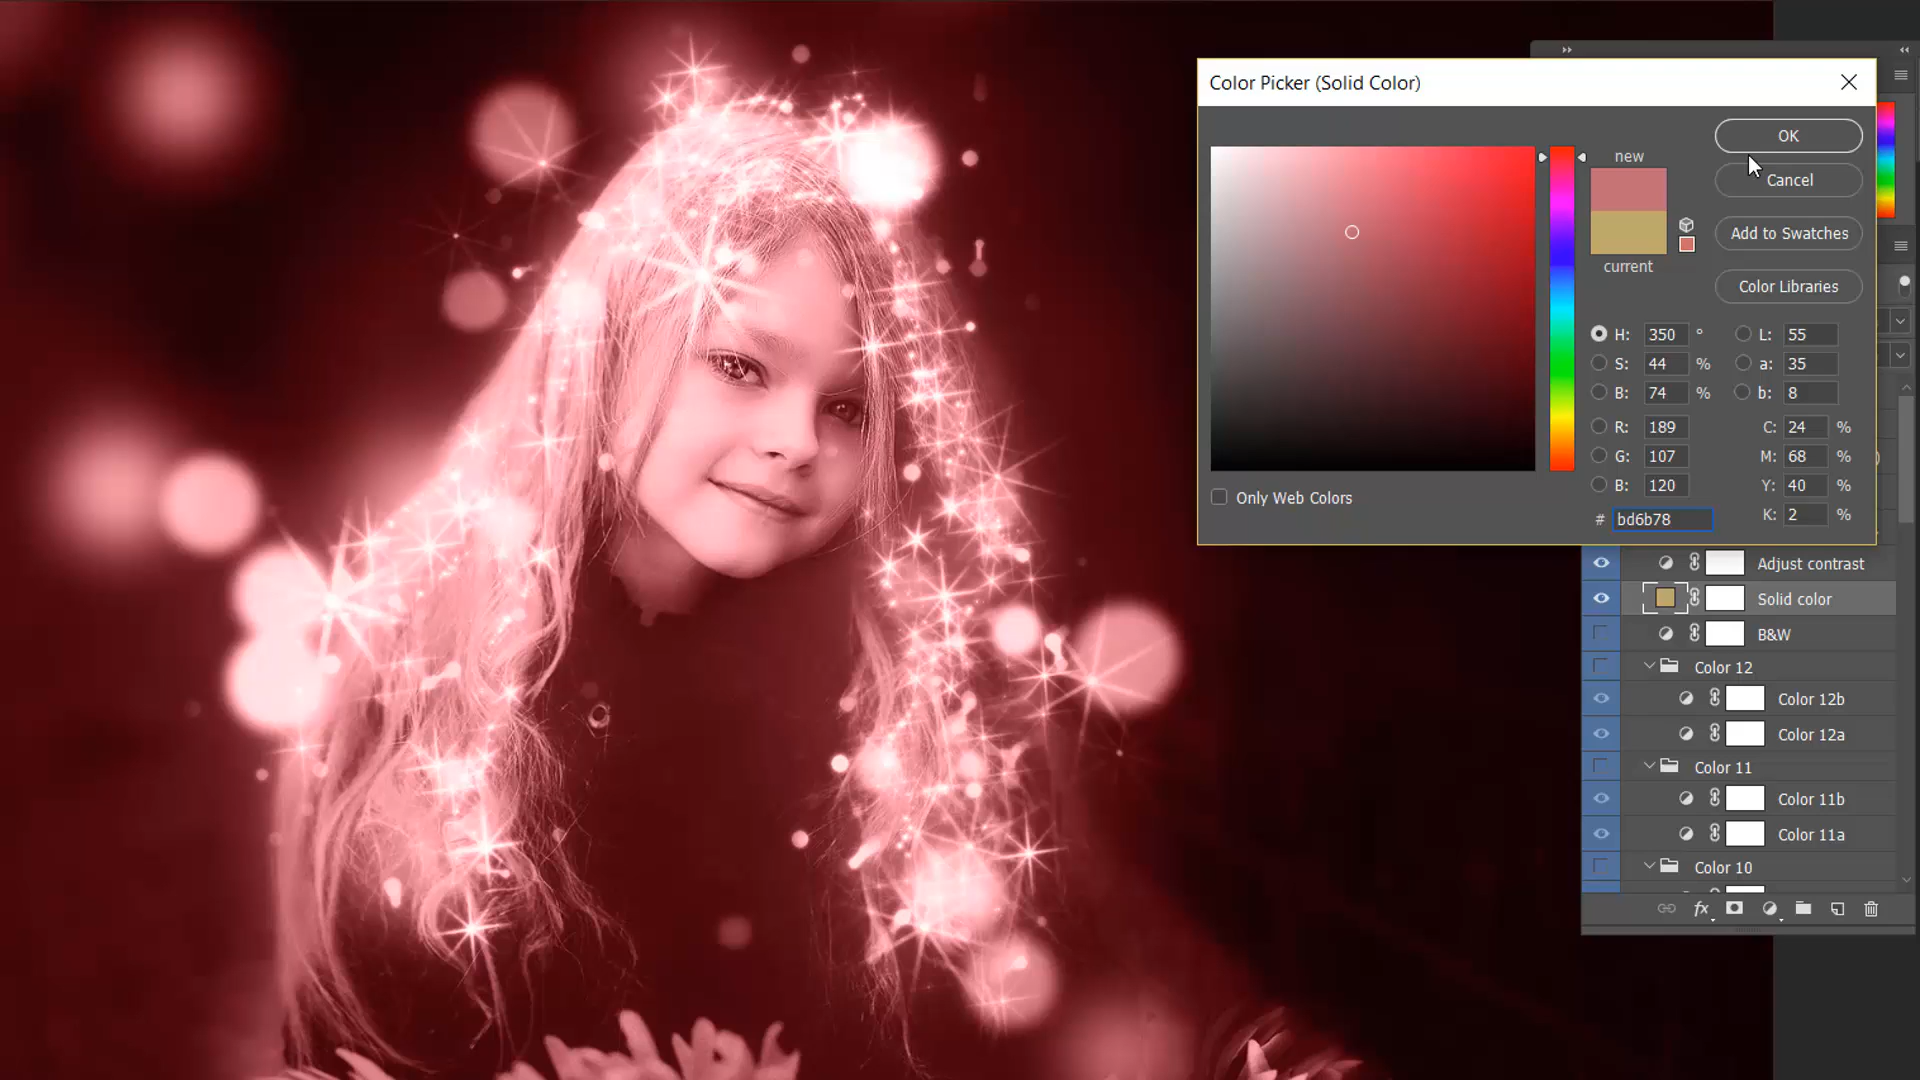 Color Picker (Solid Color)
new
current
OK
Cancel
Add to Swatches
Color Libraries
H: 350 ° L: 55
S: 44 % a: 35
B: 74 % b: 8
R: 189 C: 24 %
G: 107 M: 68 %
B: 120 Y: 40 %
# bd6b78 K: 2 %
Only Web Colors
Adjust contrast
Solid color
B&W
Color 12
Color 12b
Color 12a
Color 11
Color 11b
Color 11a
Color 10
fx